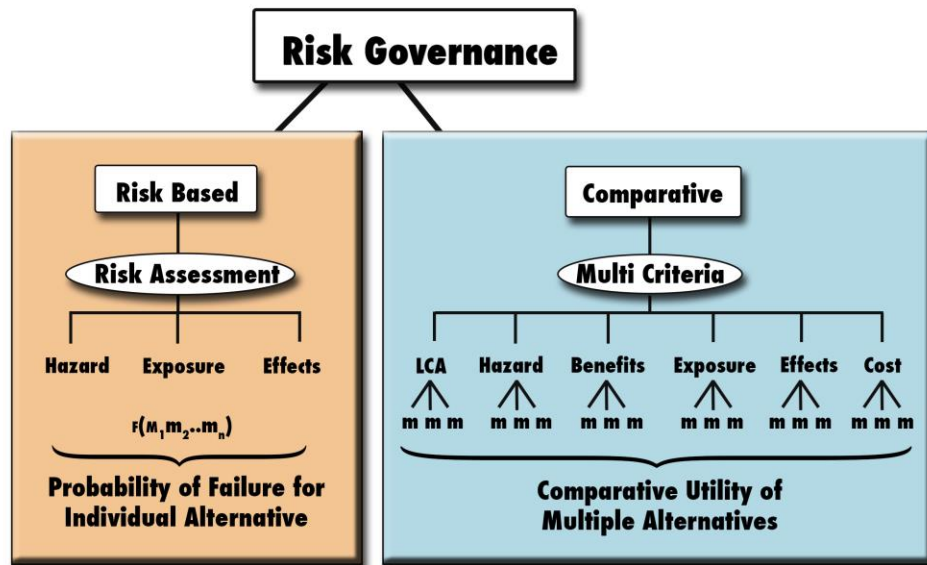 Risk Governance
Risk Based
Risk Assessment
Hazard Exposure Effects
F(M₁m₂..mₙ)
Probability of Failure for
Individual Alternative
Comparative
Multi Criteria
LCA Hazard Benefits Exposure Effects Cost
m m m m m m m m m m m m m m m m m m
Comparative Utility of
Multiple Alternatives